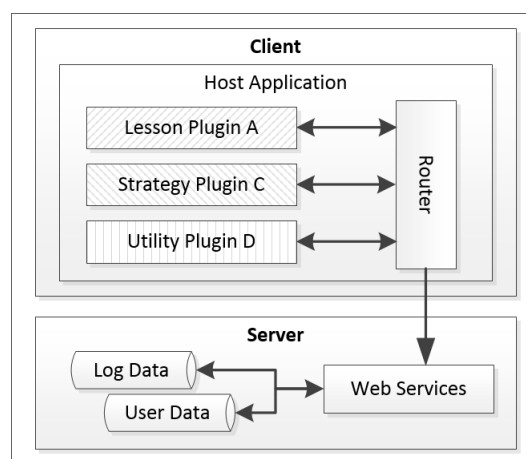 Client
Host Application
Lesson Plugin A
Strategy Plugin C
Utility Plugin D
Router
Server
Log Data
User Data
Web Services